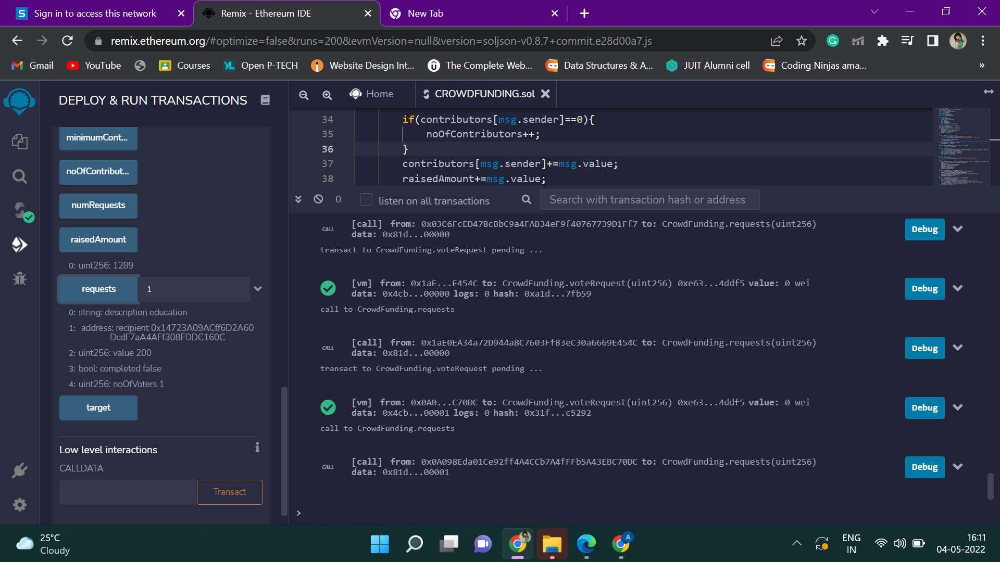 Sign in to access this network
Remix - Ethereum IDE
New Tab
remix.ethereum.org/#optimize=false&runs=200&evmVersion=null&version=soljson-v0.8.7+commit.e28d00a7.js
Gmail
YouTube
Courses
Open P-TECH
Website Design Int...
The Complete Web...
Data Structures & A...
JUIT Alumni cell
Coding Ninjas ama...
»
DEPLOY & RUN TRANSACTIONS
minimumCont...
noOfContribut...
numRequests
raisedAmount
0: uint256: 1289
requests 1
0: string: description education
1: address: recipient 0x14723A09ACff6D2A60
DcdF7aA4AFf308FDDC160C
2: uint256: value 200
3: bool: completed false
4: uint256: noOfVoters 1
target
Low level interactions
CALLDATA
Transact
Home
CROWDFUNDING.sol
34 if(contributors[msg.sender]==0){
35 noOfContributors++;
36 }
37 contributors[msg.sender]+=msg.value;
38 raisedAmount+=msg.value;
0 listen on all transactions Search with transaction hash or address
CALL [call] from: 0x03C6FcED478cBbC9a4FAB34eF9f40767739D1Ff7 to: CrowdFunding.requests(uint256)
data: 0x81d...00000
Debug
transact to CrowdFunding.voteRequest pending ...
[vm] from: 0x1aE...E454C to: CrowdFunding.voteRequest(uint256) 0xe63...4ddf5 value: 0 wei
data: 0x4cb...00000 logs: 0 hash: 0xa1d...7fb59
Debug
call to CrowdFunding.requests
CALL [call] from: 0x1aE0EA34a72D944a8C7603FfB3eC30a6669E454C to: CrowdFunding.requests(uint256)
data: 0x81d...00000
Debug
transact to CrowdFunding.voteRequest pending ...
[vm] from: 0x0A0...C70DC to: CrowdFunding.voteRequest(uint256) 0xe63...4ddf5 value: 0 wei
data: 0x4cb...00001 logs: 0 hash: 0x31f...c5292
Debug
call to CrowdFunding.requests
CALL [call] from: 0x0A098Eda01Ce92ff4A4CCb7A4fFFb5A43EBC70DC to: CrowdFunding.requests(uint256)
data: 0x81d...00001
Debug
>
25°C
Cloudy
ENG
IN
16:11
04-05-2022